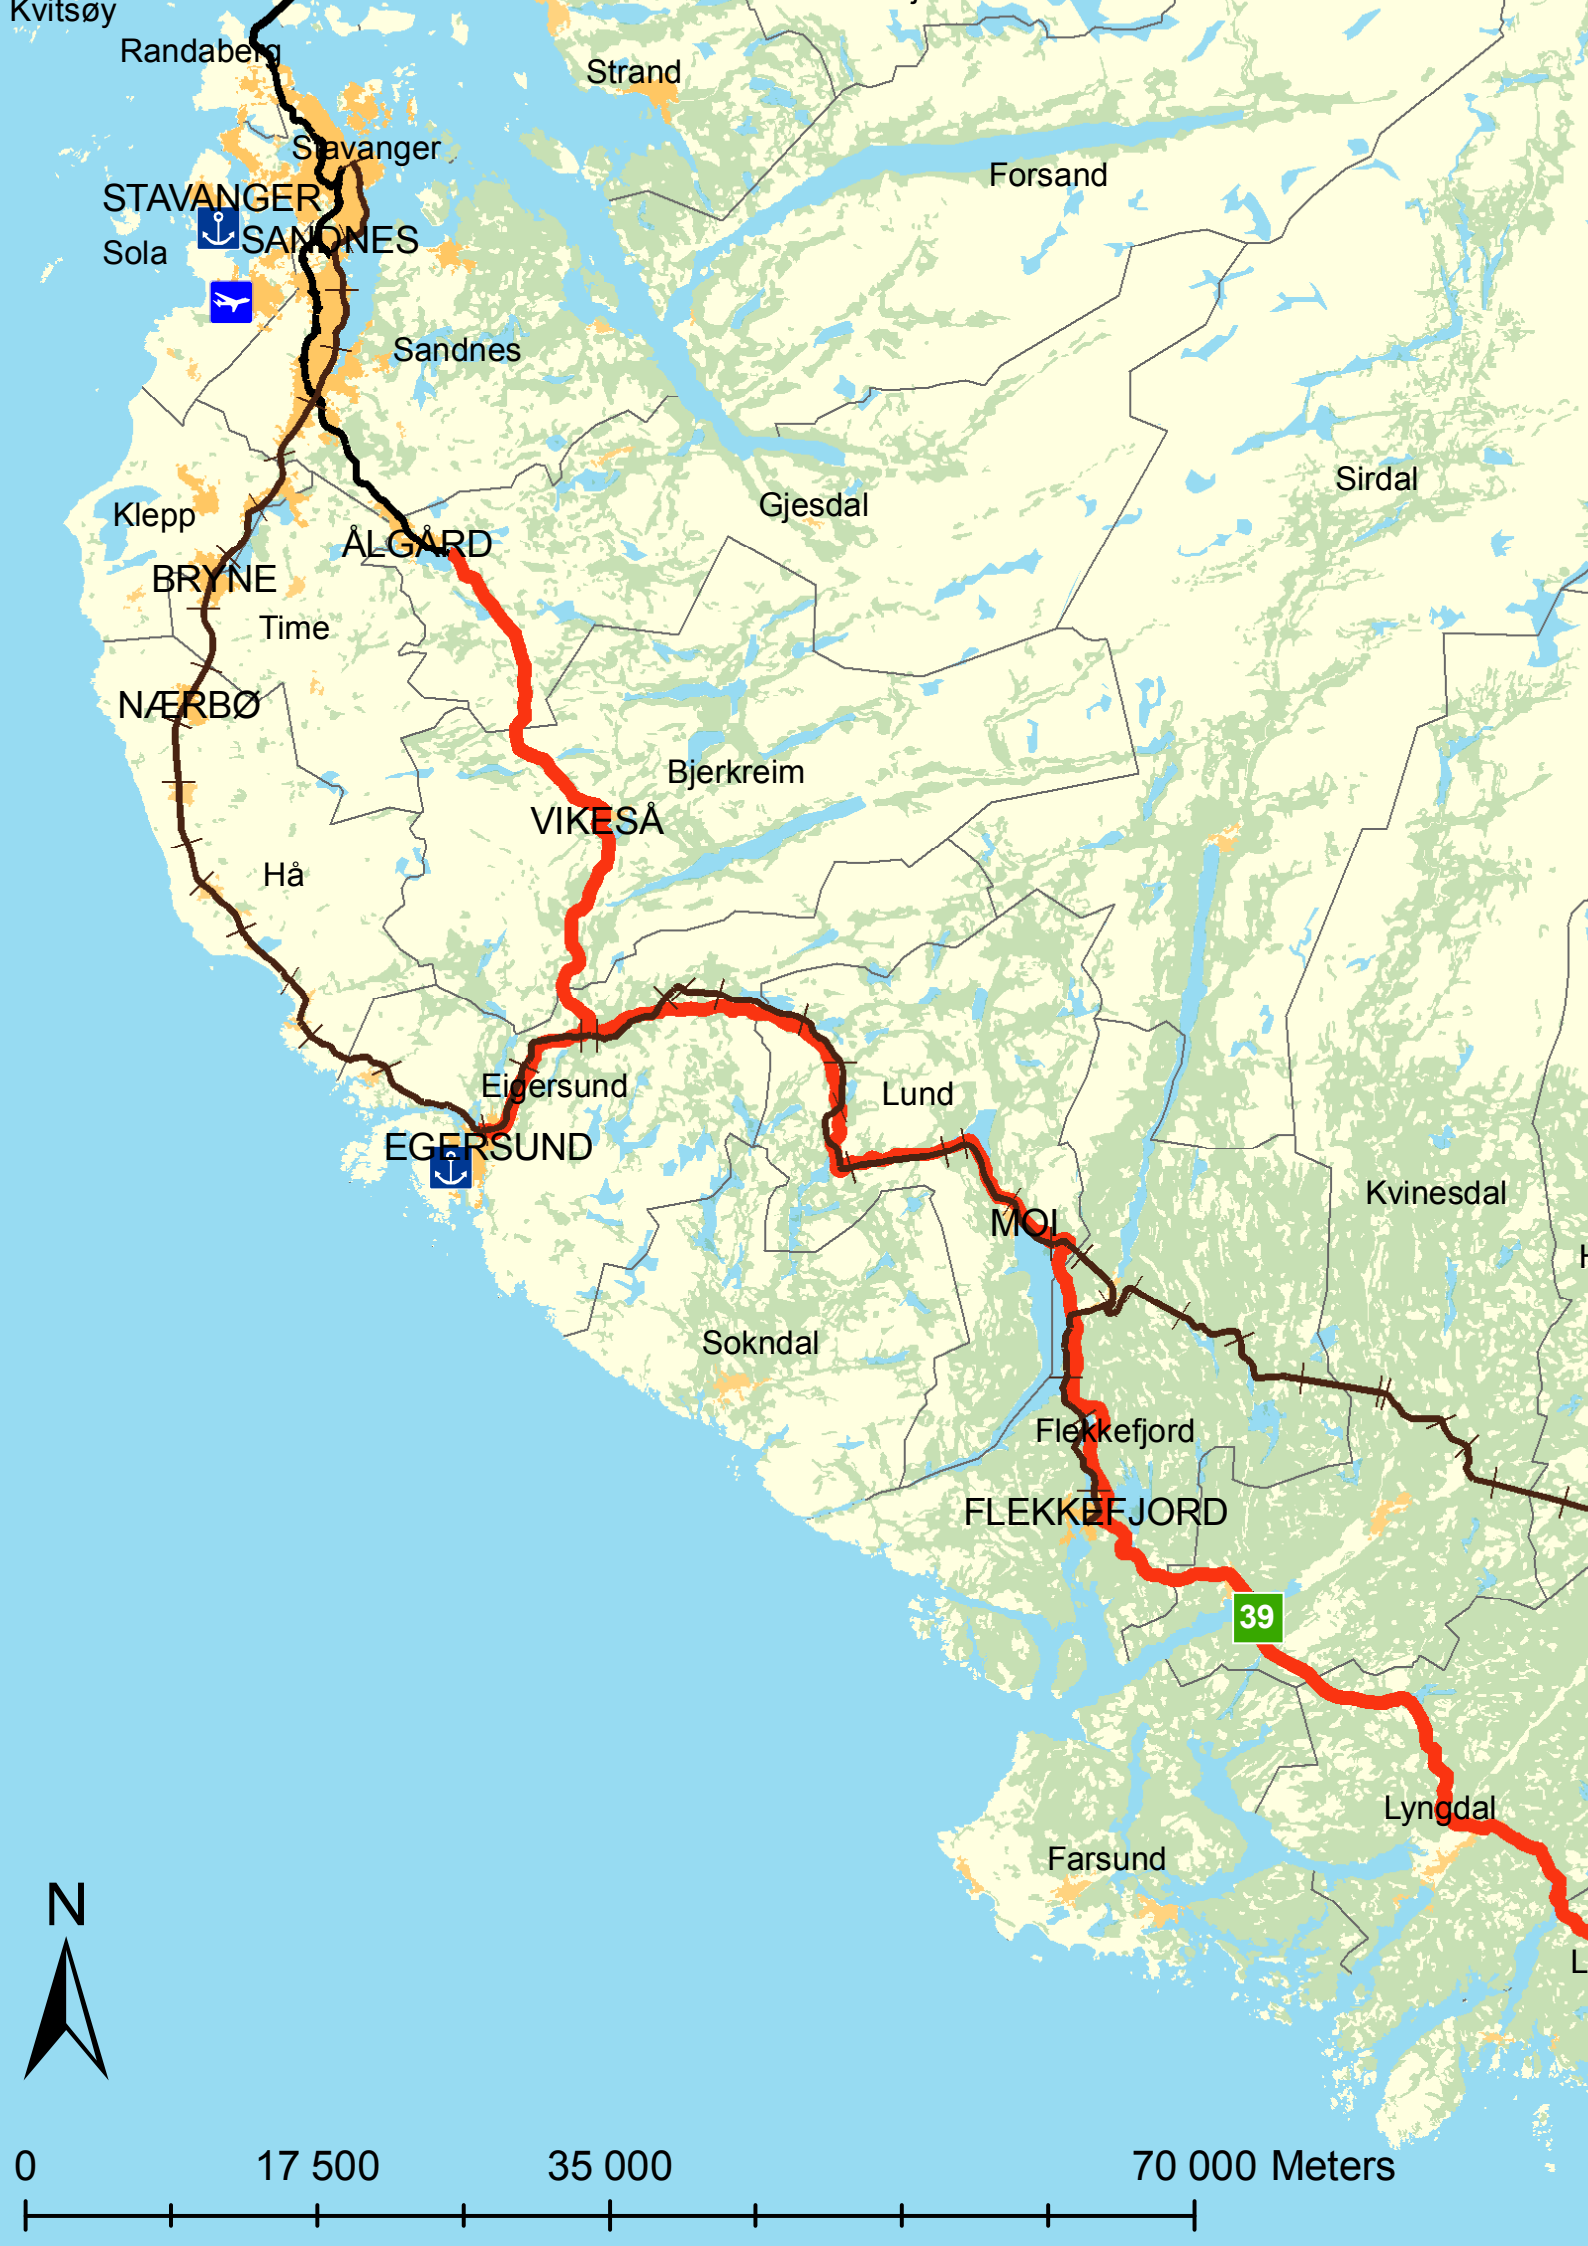 Kvitsøy
Randaberg
Strand
Stavanger
Forsand
STAVANGER
SANDNES
Sola
Sandnes
Sirdal
Gjesdal
Klepp
ÅLGÅRD
BRYNE
Time
NÆRBØ
Bjerkreim
VIKESÅ
Hå
Eigersund
Lund
EGERSUND
Kvinesdal
MOI
H
Sokndal
Flekkefjord
FLEKKEFJORD
39
Lyngdal
Farsund
N
L
0 17 500 35 000 70 000 Meters